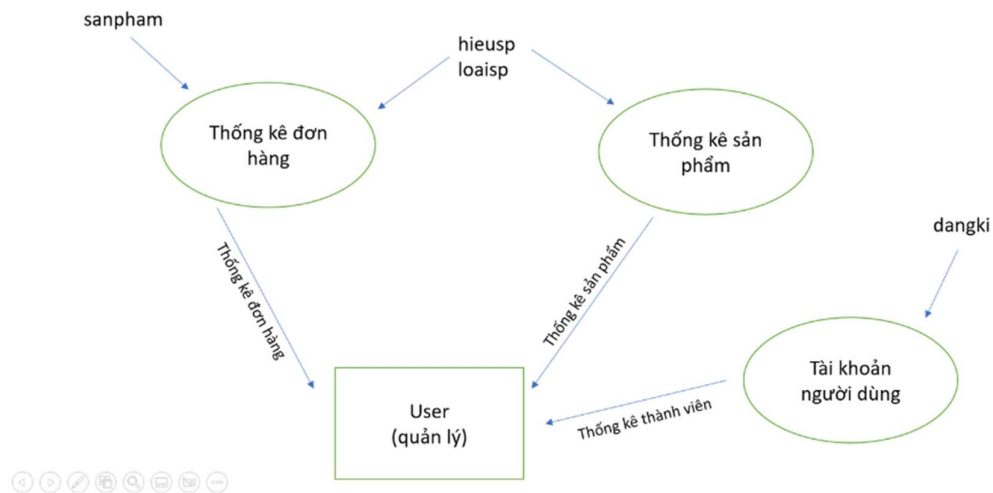 sanpham
hieusp
loaisp
Thống kê đơn
hàng
Thống kê sản
phẩm
dangki
Thống kê đơn hàng
Thống kê sản phẩm
Tài khoản
người dùng
User
(quản lý)
Thống kê thành viên